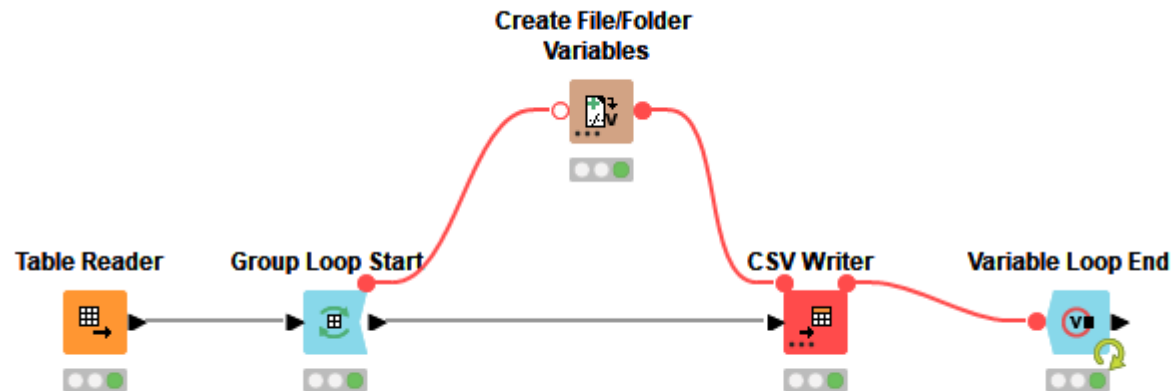 Create File/Folder
Variables
Table Reader
Group Loop Start
CSV Writer
Variable Loop End